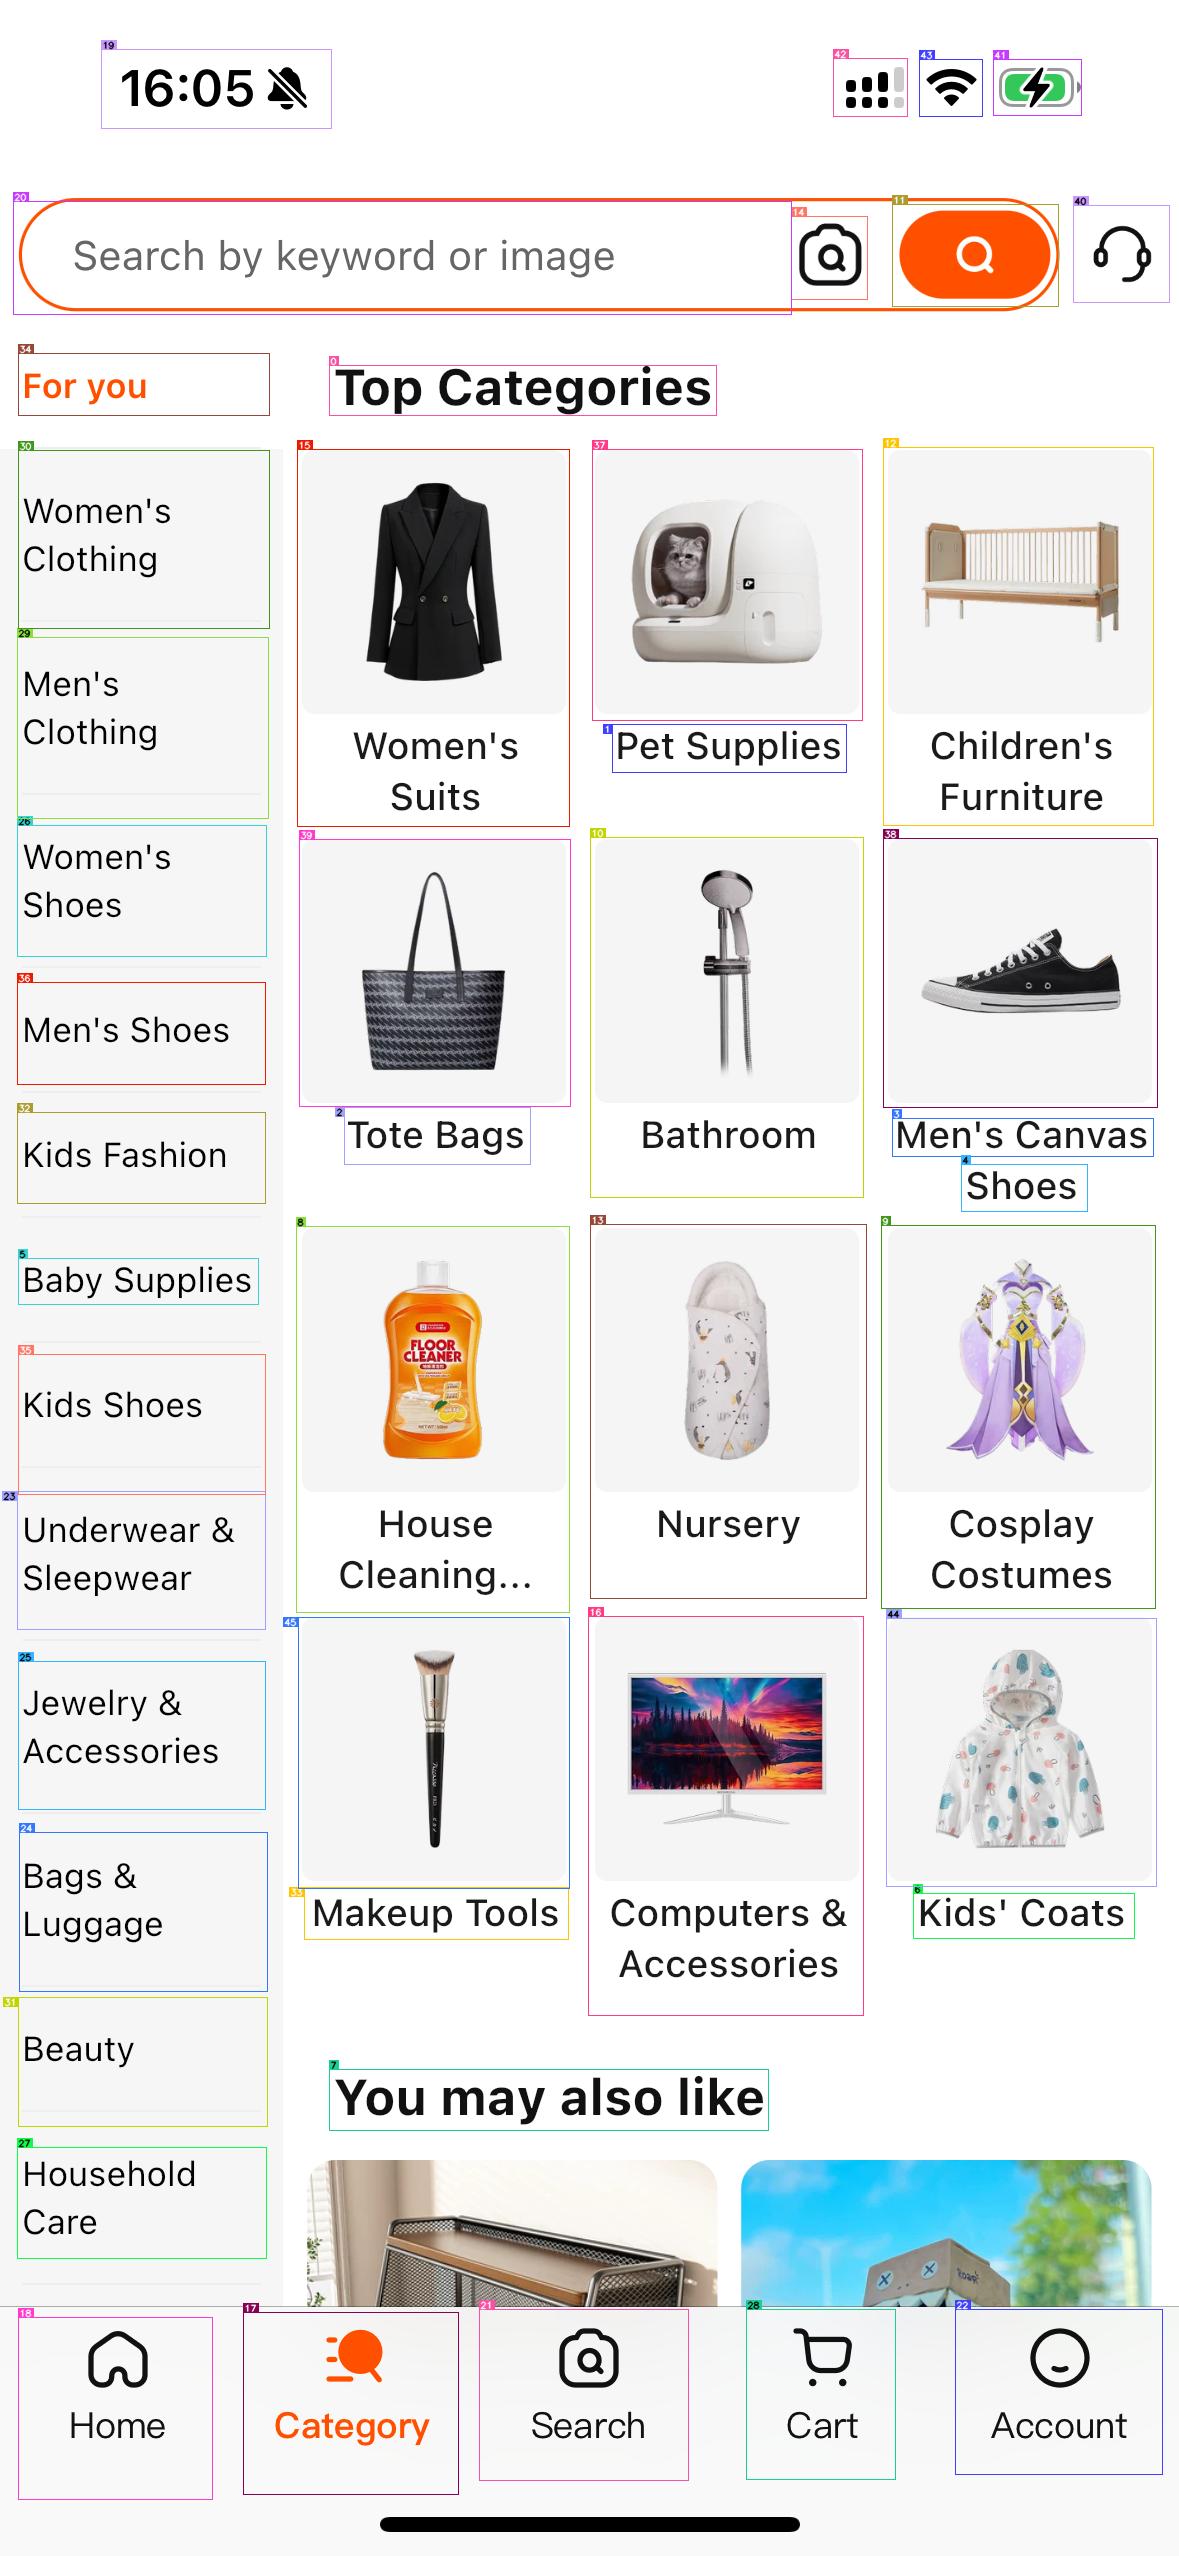 16:05
Search by keyword or image
For you
Top Categories
Women's
Clothing
Men's
Clothing
Women's
Shoes
Men's Shoes
Kids Fashion
Baby Supplies
Kids Shoes
Underwear &
Sleepwear
Jewelry &
Accessories
Bags &
Luggage
Beauty
Household
Care
Women's
Suits
Pet Supplies
Children's
Furniture
Tote Bags
Bathroom
Men's Canvas
Shoes
FLOOR
CLEANER
House
Cleaning...
Nursery
Cosplay
Costumes
Makeup Tools
Computers &
Accessories
Kids' Coats
You may also like
ROAR
Home
Category
Search
Cart
Account